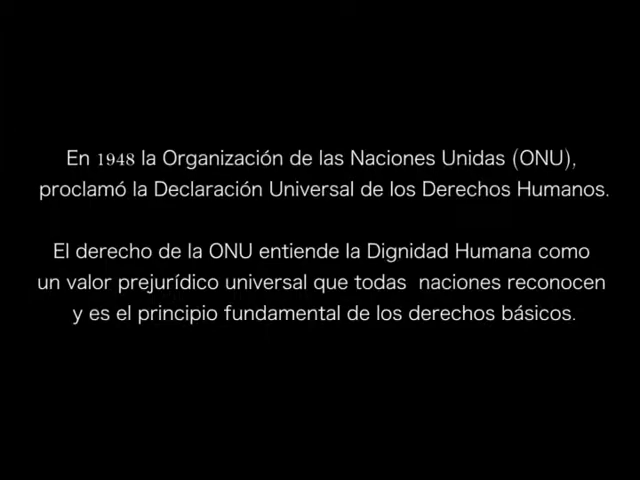 En 1948 la Organización de las Naciones Unidas (ONU),
proclamó la Declaración Universal de los Derechos Humanos.
El derecho de la ONU entiende la Dignidad Humana como
un valor prejurídico universal que todas naciones reconocen
y es el principio fundamental de los derechos básicos.